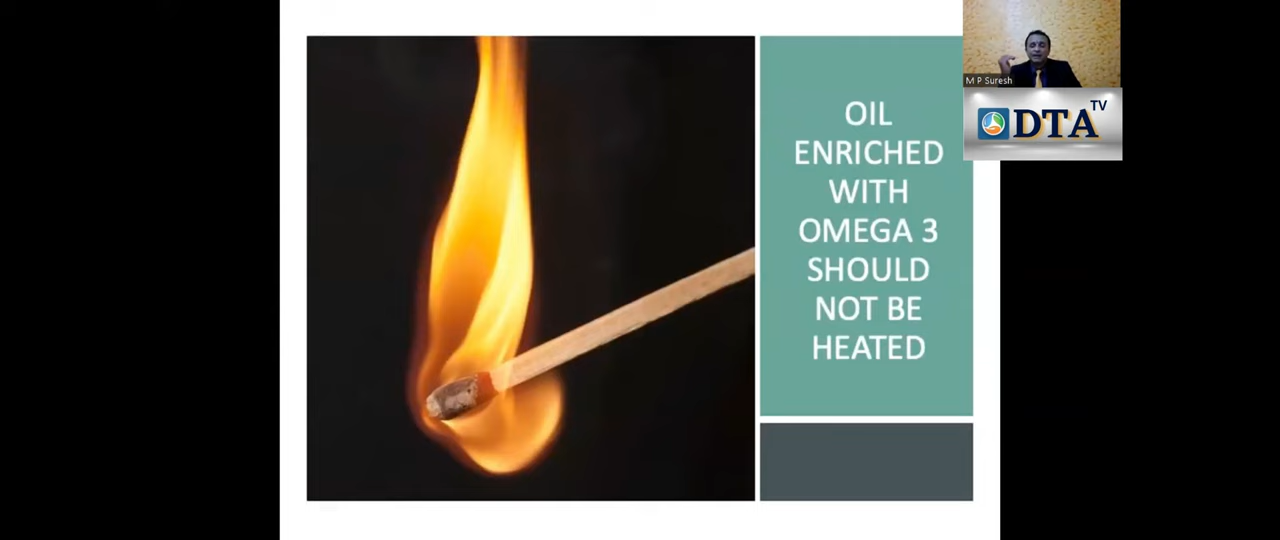 OIL
ENRICHED
WITH
OMEGA 3
SHOULD
NOT BE
HEATED
M P Suresh
DTA TV